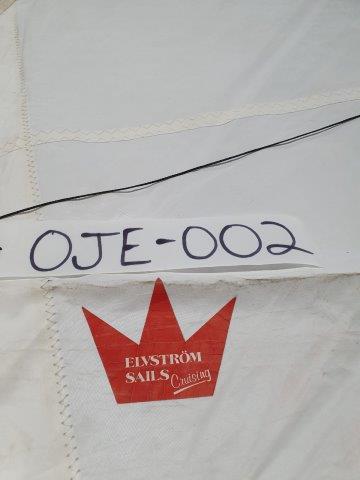 OJE-002
ELVSTRÖM
SAILS
Cruising